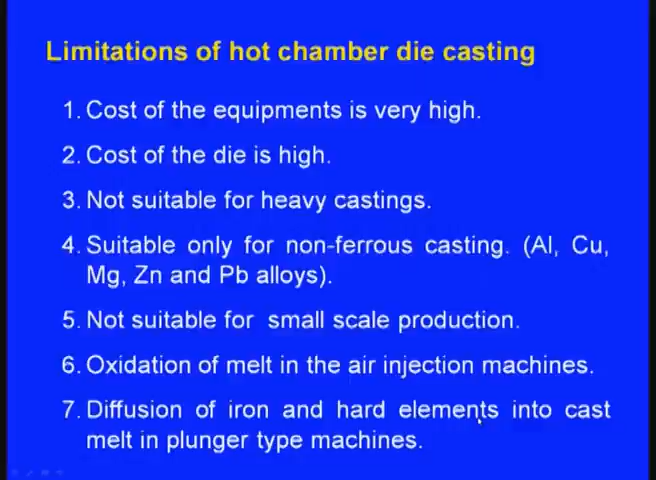 Limitations of hot chamber die casting
1. Cost of the equipments is very high.
2. Cost of the die is high.
3. Not suitable for heavy castings.
4. Suitable only for non-ferrous casting. (Al, Cu,
Mg, Zn and Pb alloys).
5. Not suitable for small scale production.
6. Oxidation of melt in the air injection machines.
7. Diffusion of iron and hard elements into cast
melt in plunger type machines.